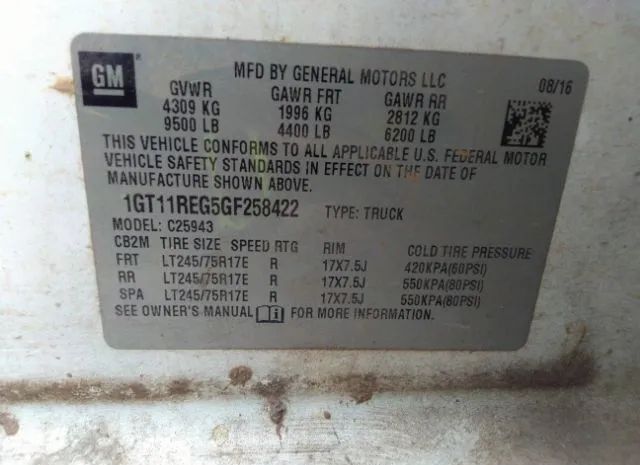 GM
MFD BY GENERAL MOTORS LLC 08/16
GVWR GAWR FRT GAWR RR
4309 KG 1996 KG 2812 KG
9500 LB 4400 LB 6200 LB
THIS VEHICLE CONFORMS TO ALL APPLICABLE U.S. FEDERAL MOTOR
VEHICLE SAFETY STANDARDS IN EFFECT ON THE DATE OF
MANUFACTURE SHOWN ABOVE.
1GT11REG5GF258422 TYPE: TRUCK
MODEL: C25943
CB2M TIRE SIZE SPEED RTG RIM COLD TIRE PRESSURE
FRT LT245/75R17E R 17X7.5J 420KPA(60PSI)
RR LT245/75R17E R 17X7.5J 550KPA(80PSI)
SPA LT245/75R17E R 17X7.5J 550KPA(80PSI)
SEE OWNER'S MANUAL FOR MORE INFORMATION.